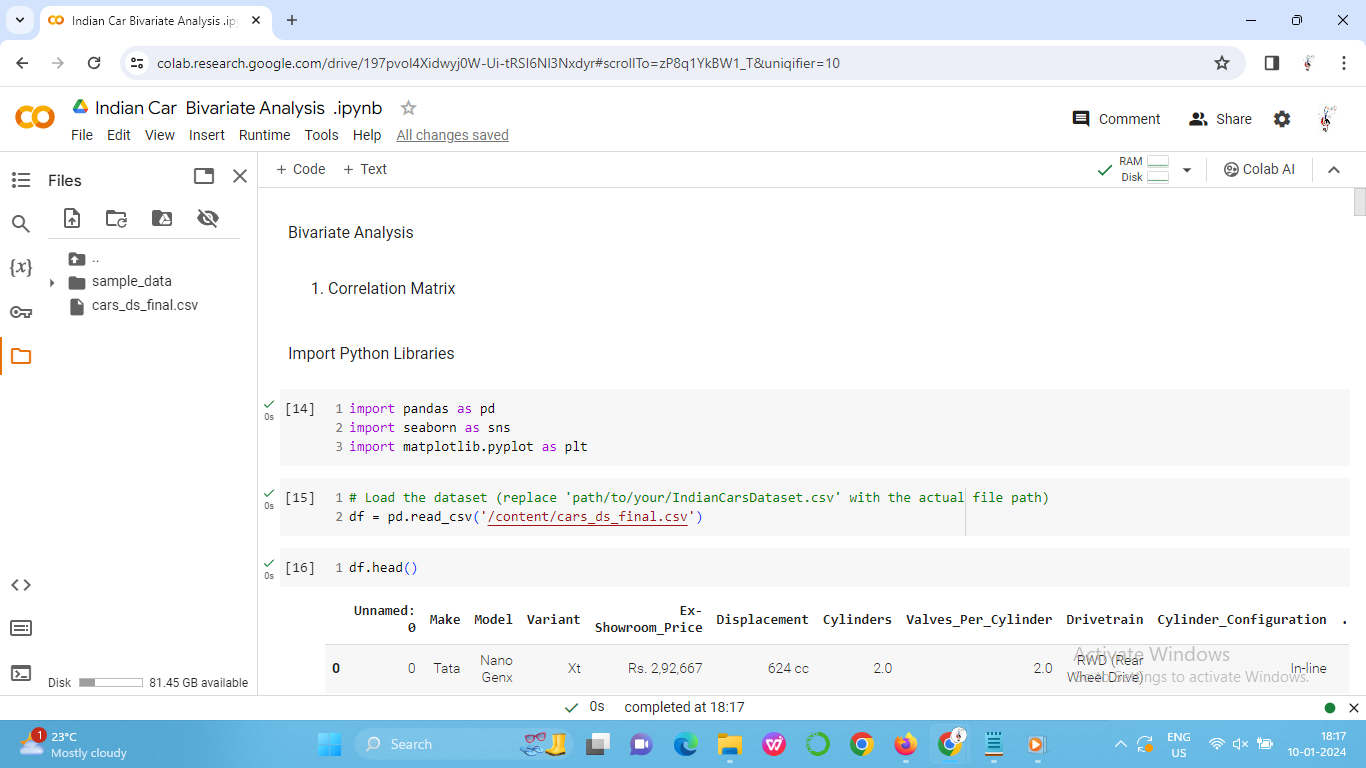 Indian Car Bivariate Analysis .ip
colab.research.google.com/drive/197pvol4Xidwyj0W-Ui-tRSI6NI3Nxdyr#scrollTo=zP8q1YkBW1_T&uniqifier=10
Indian Car  Bivariate Analysis  .ipynb
File Edit View Insert Runtime Tools Help All changes saved
Comment Share
Files
+ Code + Text
RAM
Disk
Colab AI
..
sample_data
cars_ds_final.csv
Bivariate Analysis
1. Correlation Matrix
Import Python Libraries
0s [14] 1 import pandas as pd
2 import seaborn as sns
3 import matplotlib.pyplot as plt
0s [15] 1 # Load the dataset (replace 'path/to/your/IndianCarsDataset.csv' with the actual file path)
2 df = pd.read_csv('/content/cars_ds_final.csv')
0s [16] 1 df.head()
Unnamed: 0 Make Model Variant Ex-Showroom_Price Displacement Cylinders Valves_Per_Cylinder Drivetrain Cylinder_Configuration .
0 0 Tata Nano Genx Xt Rs. 2,92,667 624 cc 2.0 2.0 RWD (Rear Wheel Drive) In-line
Activate Windows
Go to Settings to activate Windows.
Disk 81.45 GB available
0s completed at 18:17
1
23°C
Mostly cloudy
Search
ENG
US
18:17
10-01-2024